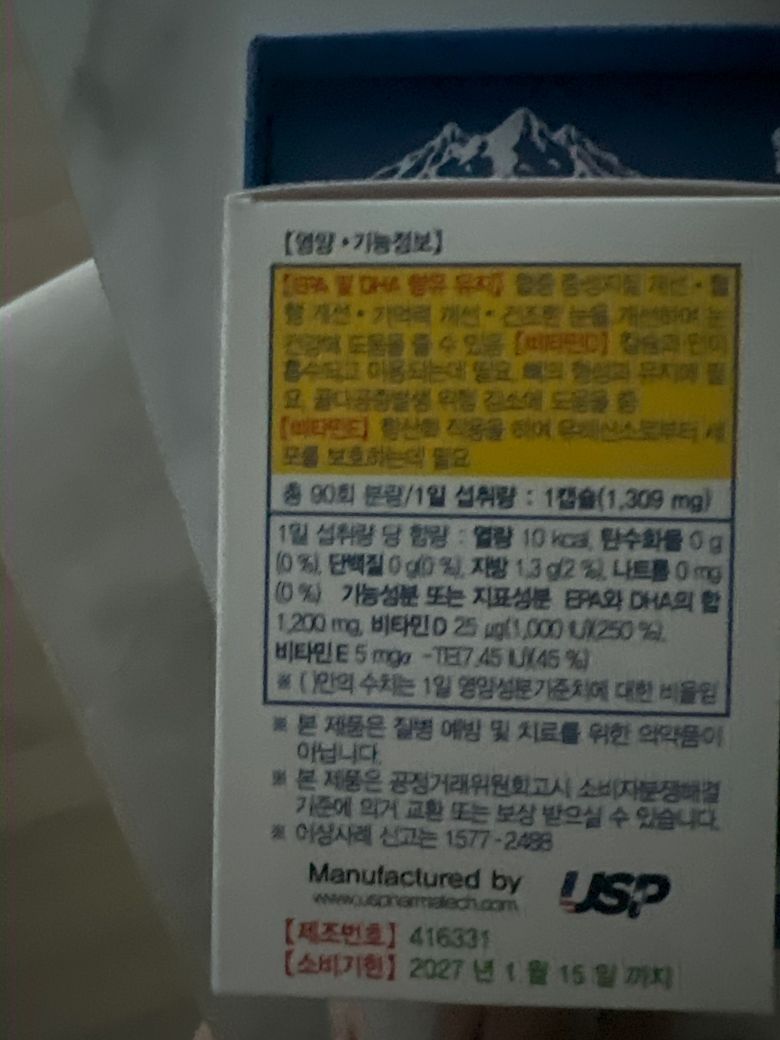 【영양•기능정보】
【EPA 및 DHA 함유 유지】 혈중 중성지질 개선•혈
행 개선•기억력 개선•건조한 눈을 개선하여 눈
건강에 도움을 줄 수 있음 【비타민D】 칼슘과 인이
흡수되고 이용되는데 필요, 뼈의 형성과 유지에 필
요, 골다공증발생 위험 감소에 도움을 줌
【비타민E】 항산화 작용을 하여 유해산소로부터 세
포를 보호하는데 필요
총 90회 분량/1일 섭취량 : 1캡슐(1,309 mg)
1일 섭취량 당 함량 : 열량 10 kcal, 탄수화물 0 g
(0 %), 단백질 0 g(0 %), 지방 1.3 g(2 %), 나트륨 0 mg
(0 %) 기능성분 또는 지표성분 EPA와 DHA의 합
1,200 mg, 비타민D 25 µg(1,000 IU)(250 %),
비타민E 5 mgα -TE(7.45 IU)(45 %)
※ ( )안의 수치는 1일 영양성분기준치에 대한 비율임
※ 본 제품은 질병 예방 및 치료를 위한 의약품이
아닙니다.
※ 본 제품은 공정거래위원회고시 소비자분쟁해결
기준에 의거 교환 또는 보상 받으실 수 있습니다.
※ 이상사례 신고는 1577-2488
Manufactured by USP
www.uspharmatech.com
【제조번호】 416331
【소비기한】 2027 년 1 월 15 일 까지